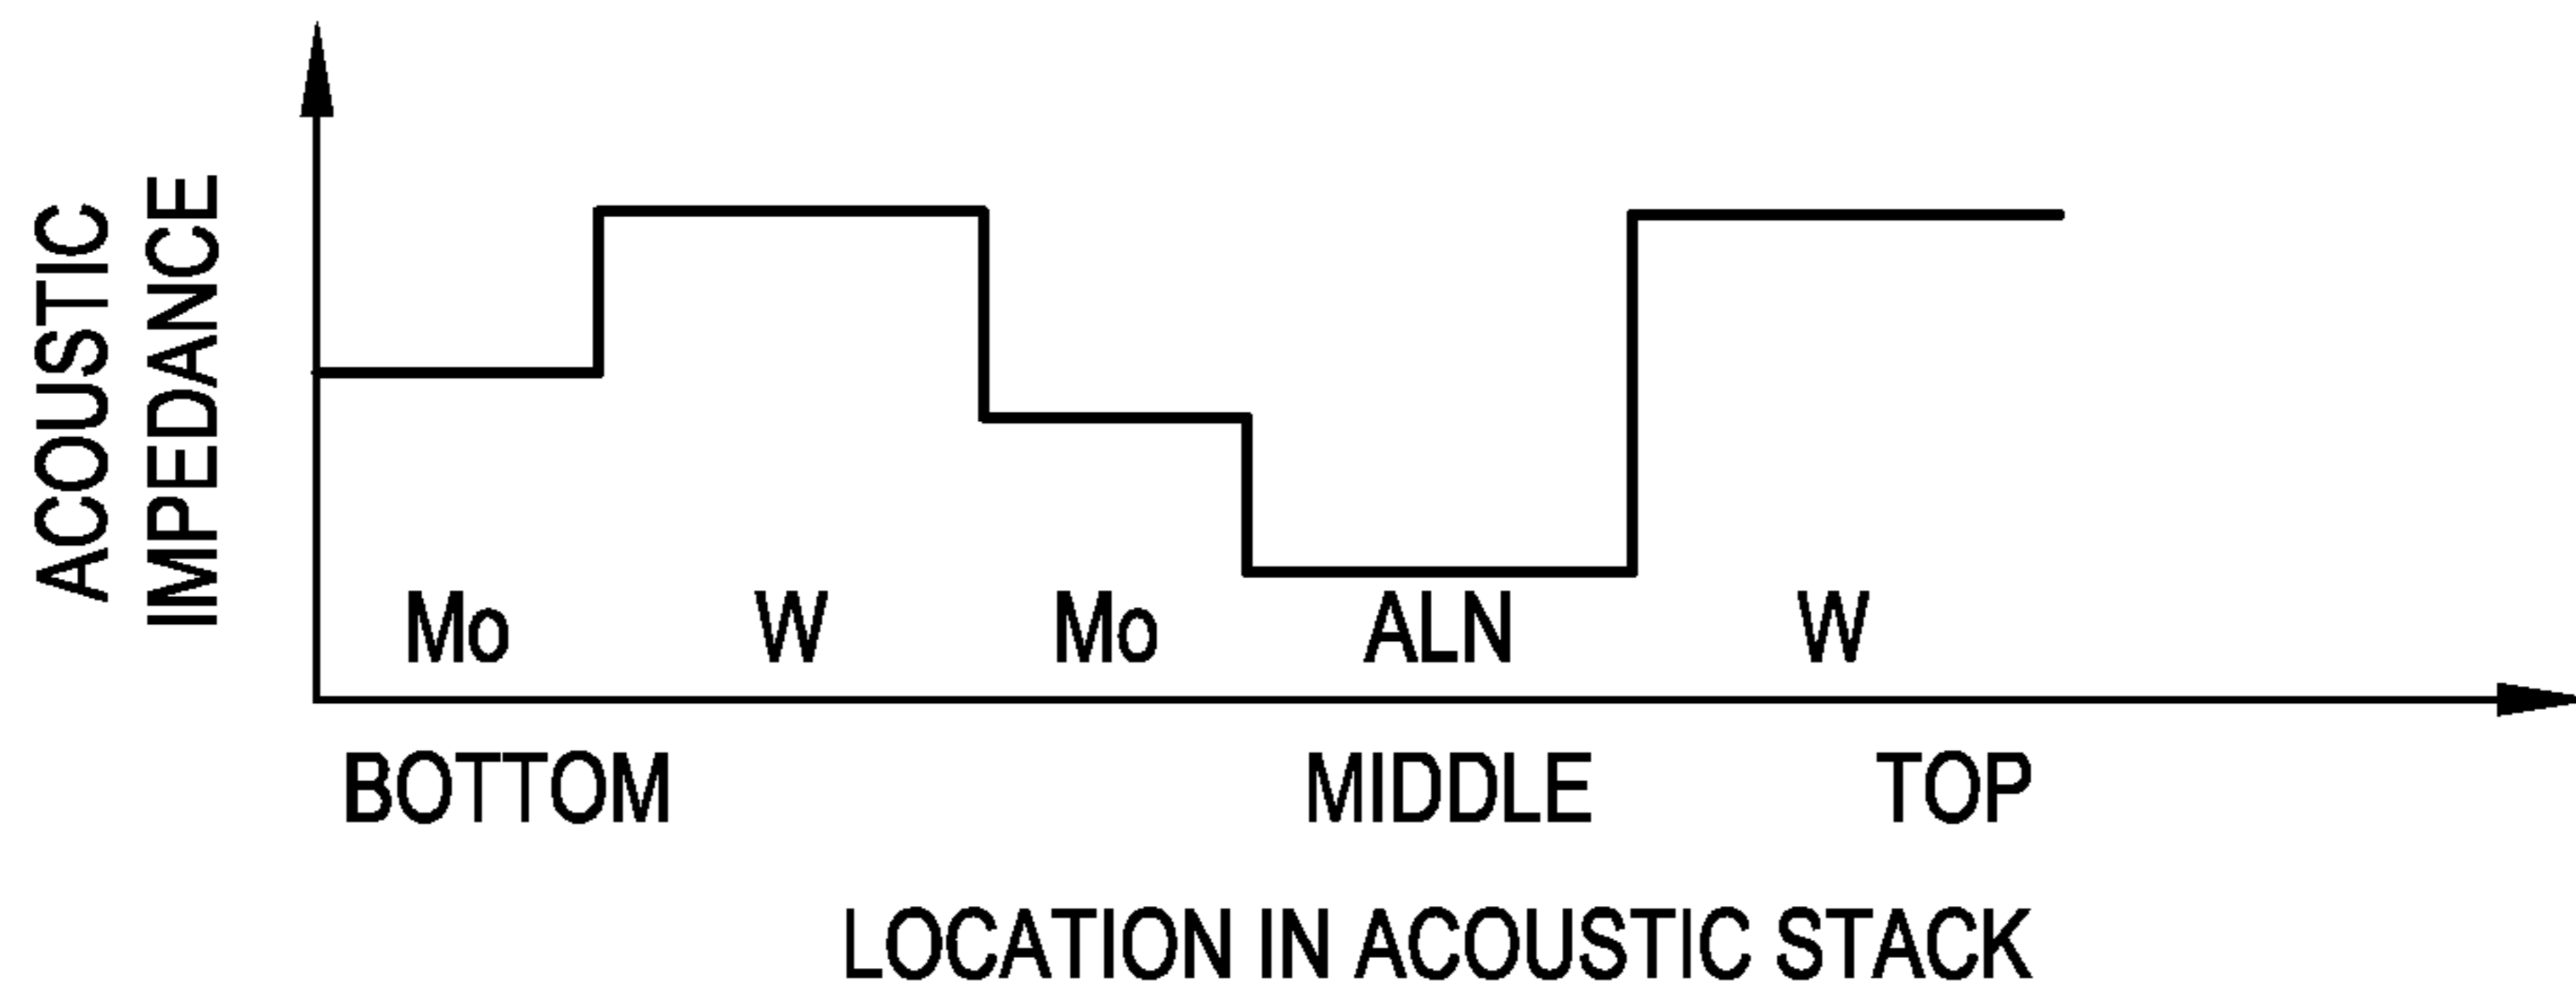 ACOUSTIC
IMPEDANCE
Mo W Mo ALN W
BOTTOM MIDDLE TOP
LOCATION IN ACOUSTIC STACK